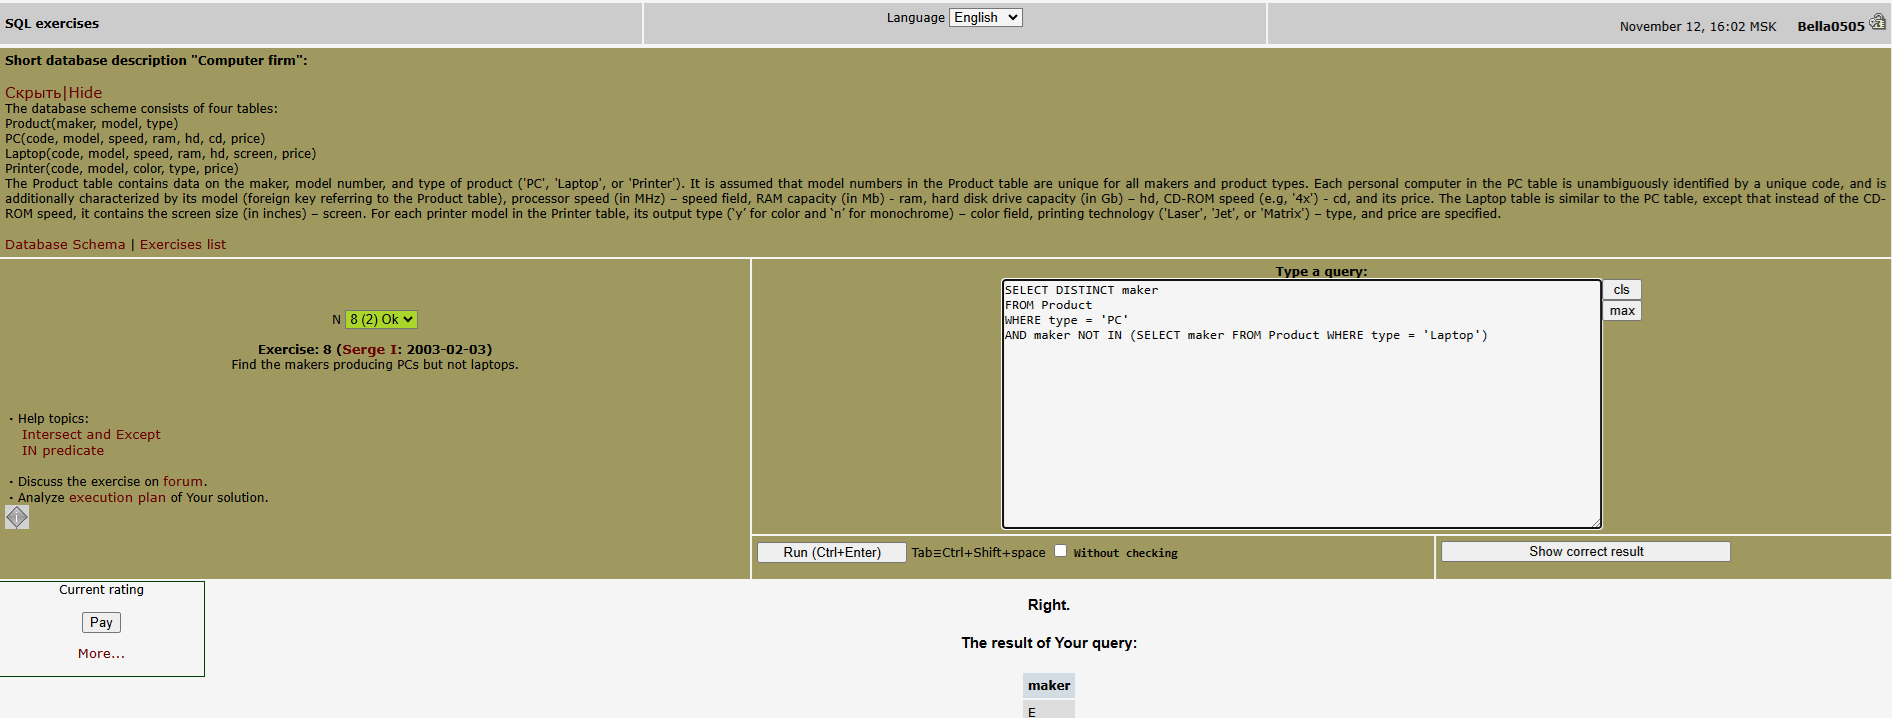 SQL exercises
Language English
November 12, 16:02 MSK Bella0505
Short database description "Computer firm":
Скрыть|Hide
The database scheme consists of four tables:
Product(maker, model, type)
PC(code, model, speed, ram, hd, cd, price)
Laptop(code, model, speed, ram, hd, screen, price)
Printer(code, model, color, type, price)
The Product table contains data on the maker, model number, and type of product ('PC', 'Laptop', or 'Printer'). It is assumed that model numbers in the Product table are unique for all makers and product types. Each personal computer in the PC table is unambiguously identified by a unique code, and is
additionally characterized by its model (foreign key referring to the Product table), processor speed (in MHz) – speed field, RAM capacity (in Mb) - ram, hard disk drive capacity (in Gb) – hd, CD-ROM speed (e.g, '4x') - cd, and its price. The Laptop table is similar to the PC table, except that instead of the CD-
ROM speed, it contains the screen size (in inches) – screen. For each printer model in the Printer table, its output type (‘y’ for color and ‘n’ for monochrome) – color field, printing technology ('Laser', 'Jet', or 'Matrix') – type, and price are specified.
Database Schema | Exercises list
N 8 (2) Ok
Exercise: 8 (Serge I: 2003-02-03)
Find the makers producing PCs but not laptops.
· Help topics:
Intersect and Except
IN predicate
· Discuss the exercise on forum.
· Analyze execution plan of Your solution.
Type a query:
SELECT DISTINCT maker
FROM Product
WHERE type = 'PC'
AND maker NOT IN (SELECT maker FROM Product WHERE type = 'Laptop')
cls
max
Run (Ctrl+Enter) Tab≡Ctrl+Shift+space Without checking
Show correct result
Current rating
Pay
More...
Right.
The result of Your query:
maker
E